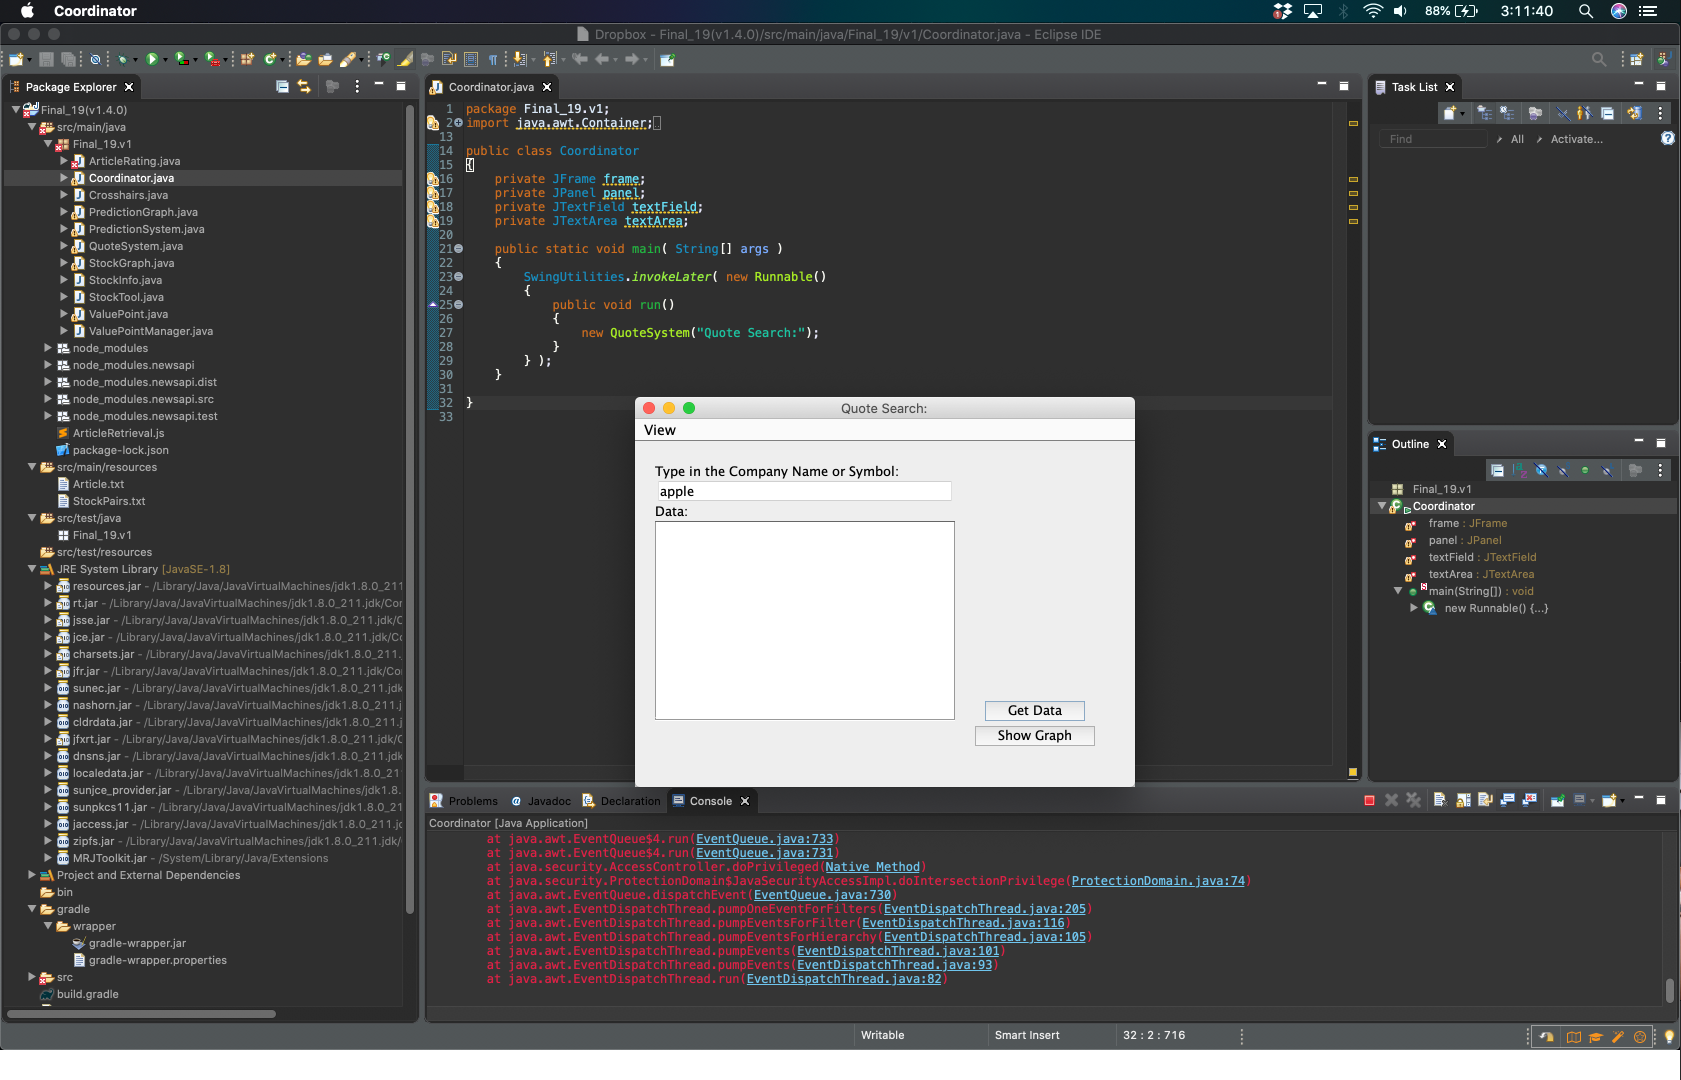 Coordinator
88%
3:11:40
Dropbox - Final_19(v1.4.0)/src/main/java/Final_19/v1/Coordinator.java - Eclipse IDE
Package Explorer
Final_19(v1.4.0)
src/main/java
Final_19.v1
ArticleRating.java
Coordinator.java
Crosshairs.java
PredictionGraph.java
PredictionSystem.java
QuoteSystem.java
StockGraph.java
StockInfo.java
StockTool.java
ValuePoint.java
ValuePointManager.java
node_modules
node_modules.newsapi
node_modules.newsapi.dist
node_modules.newsapi.src
node_modules.newsapi.test
ArticleRetrieval.js
package-lock.json
src/main/resources
Article.txt
StockPairs.txt
src/test/java
Final_19.v1
src/test/resources
JRE System Library [JavaSE-1.8]
resources.jar - /Library/Java/JavaVirtualMachines/jdk1.8.0_211
rt.jar - /Library/Java/JavaVirtualMachines/jdk1.8.0_211.jdk/Cor
jsse.jar - /Library/Java/JavaVirtualMachines/jdk1.8.0_211.jdk/C
jce.jar - /Library/Java/JavaVirtualMachines/jdk1.8.0_211.jdk/Co
charsets.jar - /Library/Java/JavaVirtualMachines/jdk1.8.0_211.
jfr.jar - /Library/Java/JavaVirtualMachines/jdk1.8.0_211.jdk/Con
sunec.jar - /Library/Java/JavaVirtualMachines/jdk1.8.0_211.jdk
nashorn.jar - /Library/Java/JavaVirtualMachines/jdk1.8.0_211.j
cldrdata.jar - /Library/Java/JavaVirtualMachines/jdk1.8.0_211.j
jfxrt.jar - /Library/Java/JavaVirtualMachines/jdk1.8.0_211.jdk/C
dnsns.jar - /Library/Java/JavaVirtualMachines/jdk1.8.0_211.jdk
localedata.jar - /Library/Java/JavaVirtualMachines/jdk1.8.0_21
sunjce_provider.jar - /Library/Java/JavaVirtualMachines/jdk1.8.
sunpkcs11.jar - /Library/Java/JavaVirtualMachines/jdk1.8.0_211
jaccess.jar - /Library/Java/JavaVirtualMachines/jdk1.8.0_211.jd
zipfs.jar - /Library/Java/JavaVirtualMachines/jdk1.8.0_211.jdk/
MRJToolkit.jar - /System/Library/Java/Extensions
Project and External Dependencies
bin
gradle
wrapper
gradle-wrapper.jar
gradle-wrapper.properties
src
build.gradle
Coordinator.java
1 package Final_19.v1;
2 import java.awt.Container;
13
14 public class Coordinator
15 {
16 private JFrame frame;
17 private JPanel panel;
18 private JTextField textField;
19 private JTextArea textArea;
20
21 public static void main( String[] args )
22 {
23 SwingUtilities.invokeLater( new Runnable()
24 {
25 public void run()
26 {
27 new QuoteSystem("Quote Search:");
28 }
29 } );
30 }
31
32 }
33
Quote Search:
View
Type in the Company Name or Symbol:
apple
Data:
Get Data
Show Graph
Task List
Find
All
Activate...
Outline
Final_19.v1
Coordinator
frame : JFrame
panel : JPanel
textField : JTextField
textArea : JTextArea
main(String[]) : void
new Runnable() {...}
Problems
Javadoc
Declaration
Console
Coordinator [Java Application]
at java.awt.EventQueue$4.run(EventQueue.java:733)
at java.awt.EventQueue$4.run(EventQueue.java:731)
at java.security.AccessController.doPrivileged(Native Method)
at java.security.ProtectionDomain$JavaSecurityAccessImpl.doIntersectionPrivilege(ProtectionDomain.java:74)
at java.awt.EventQueue.dispatchEvent(EventQueue.java:730)
at java.awt.EventDispatchThread.pumpOneEventForFilters(EventDispatchThread.java:205)
at java.awt.EventDispatchThread.pumpEventsForFilter(EventDispatchThread.java:116)
at java.awt.EventDispatchThread.pumpEventsForHierarchy(EventDispatchThread.java:105)
at java.awt.EventDispatchThread.pumpEvents(EventDispatchThread.java:101)
at java.awt.EventDispatchThread.pumpEvents(EventDispatchThread.java:93)
at java.awt.EventDispatchThread.run(EventDispatchThread.java:82)
Writable
Smart Insert
32 : 2 : 716